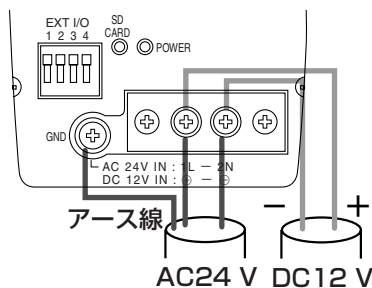 EXT I/O
1 2 3 4
SD
CARD
POWER
GND
AC 24V IN : 1L － 2N
DC 12V IN : ⊕ － ⊖
アース線
－ ＋
AC24 V DC12 V